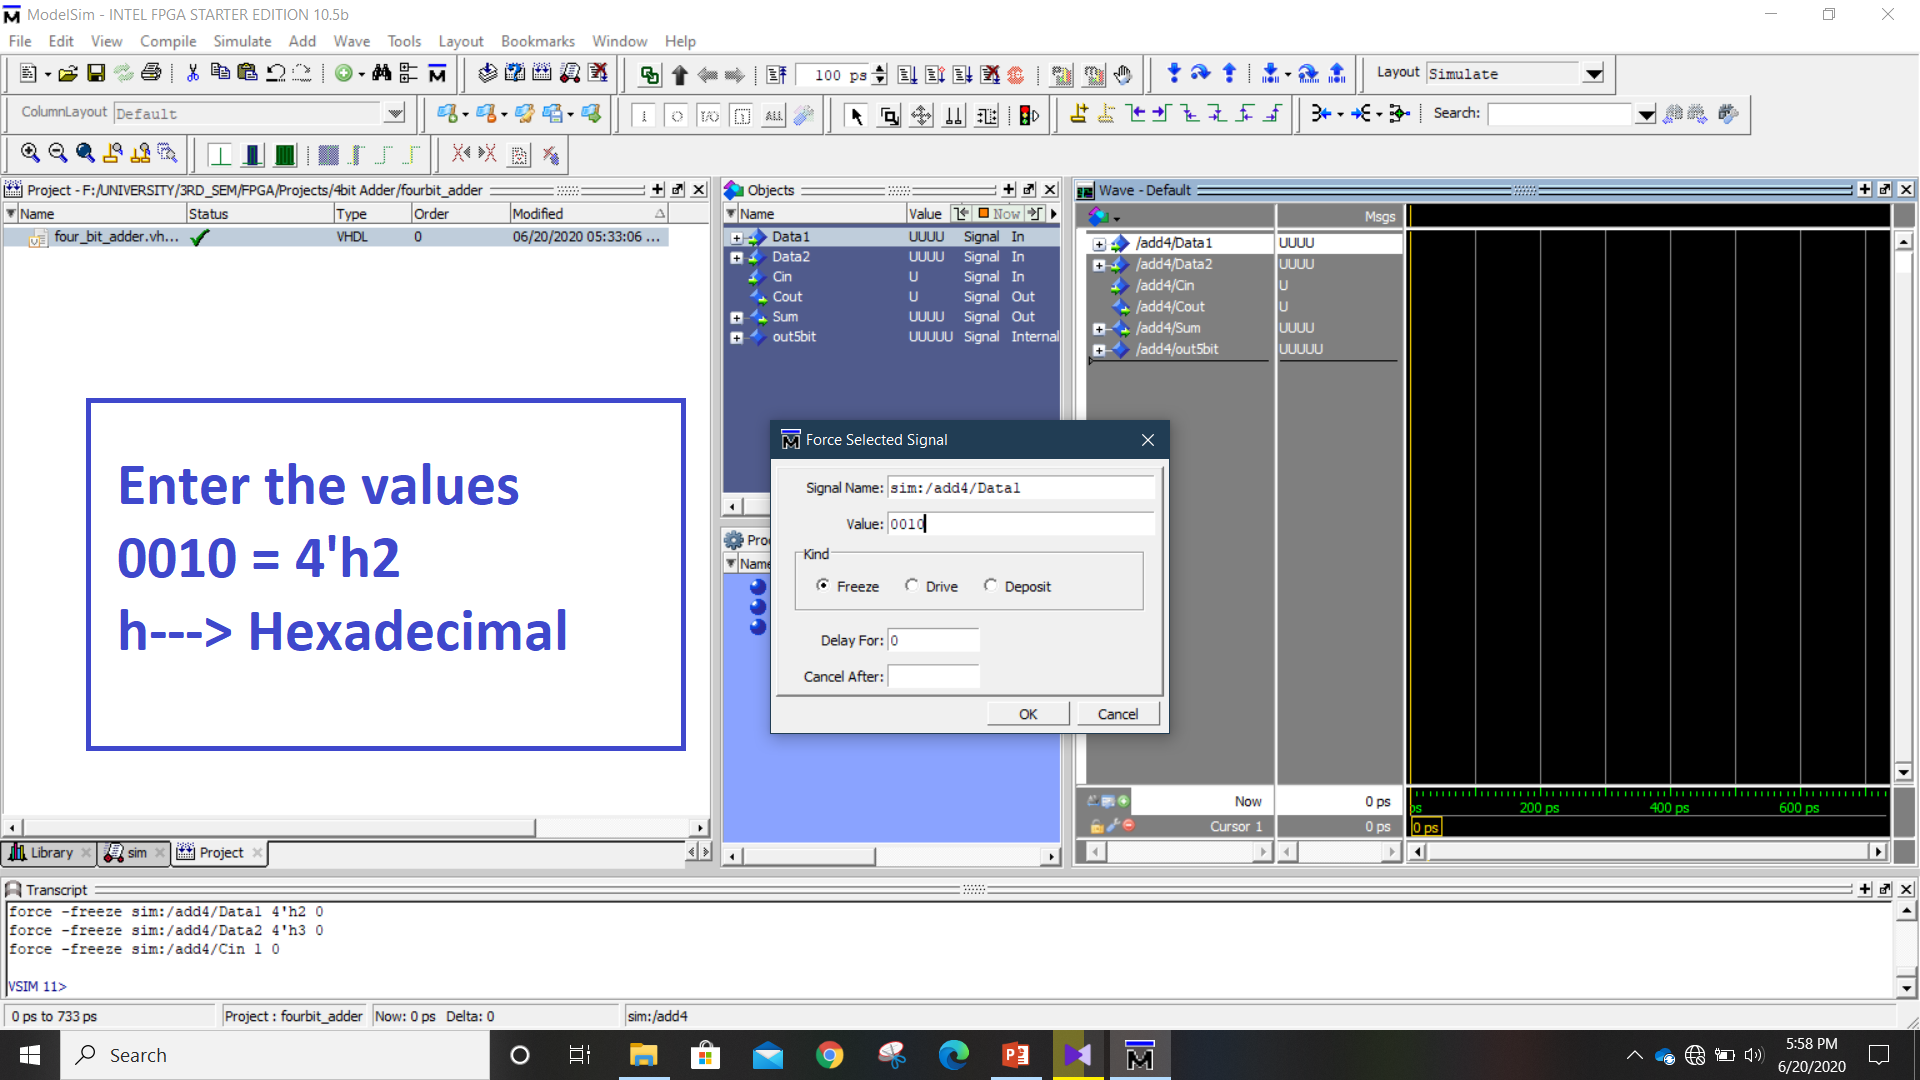 ModelSim - INTEL FPGA STARTER EDITION 10.5b
File Edit View Compile Simulate Add Wave Tools Layout Bookmarks Window Help
100 ps
Layout Simulate
ColumnLayout Default
ALL
Search:
Project - F:/UNIVERSITY/3RD_SEM/FPGA/Projects/4bit Adder/fourbit_adder
Name Status Type Order Modified
four_bit_adder.vh... VHDL 0 06/20/2020 05:33:06 ...
Objects
Name Value Now
Data1 UUUU Signal In
Data2 UUUU Signal In
Cin U Signal In
Cout U Signal Out
Sum UUUU Signal Out
out5bit UUUUU Signal Internal
Wave - Default
Msgs
/add4/Data1 UUUU
/add4/Data2 UUUU
/add4/Cin U
/add4/Cout U
/add4/Sum UUUU
/add4/out5bit UUUUU
Enter the values
0010 = 4'h2
h---> Hexadecimal
Proc
Name
Force Selected Signal
Signal Name: sim:/add4/Data1
Value: 0010
Kind
Freeze Drive Deposit
Delay For: 0
Cancel After:
OK Cancel
Now 0 ps
Cursor 1 0 ps
ps 200 ps 400 ps 600 ps
0 ps
Library sim Project
Transcript
force -freeze sim:/add4/Data1 4'h2 0
force -freeze sim:/add4/Data2 4'h3 0
force -freeze sim:/add4/Cin 1 0
VSIM 11>
0 ps to 733 ps Project : fourbit_adder Now: 0 ps Delta: 0 sim:/add4
Search
5:58 PM
6/20/2020